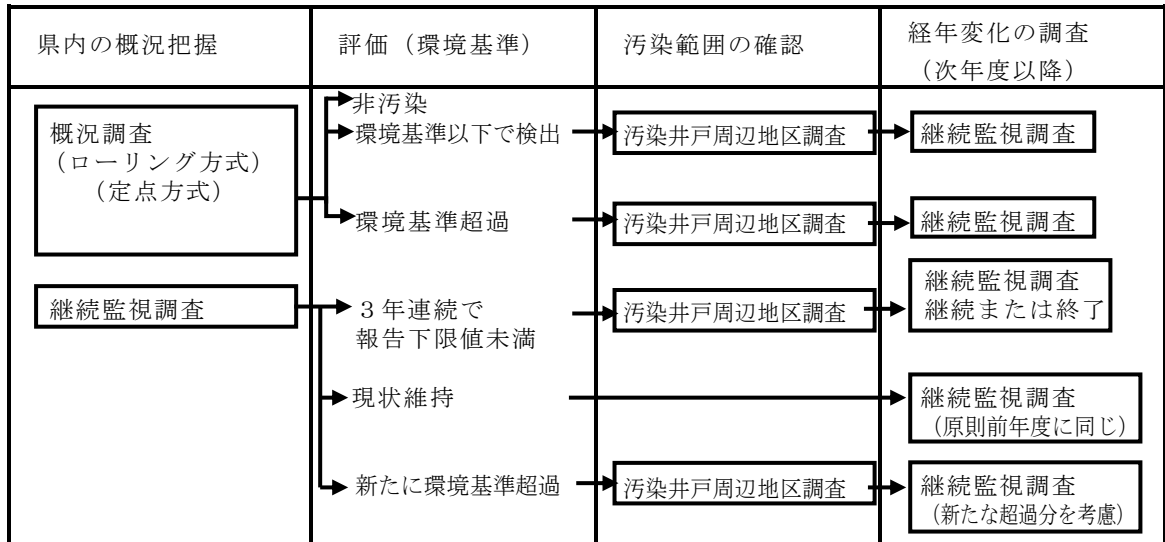 県内の概況把握
評価（環境基準）
汚染範囲の確認
経年変化の調査
（次年度以降）
概況調査
（ローリング方式）
（定点方式）
非汚染
環境基準以下で検出
汚染井戸周辺地区調査
継続監視調査
環境基準超過
汚染井戸周辺地区調査
継続監視調査
継続監視調査
３年連続で
報告下限値未満
汚染井戸周辺地区調査
継続監視調査
継続または終了
現状維持
継続監視調査
（原則前年度に同じ）
新たに環境基準超過
汚染井戸周辺地区調査
継続監視調査
（新たな超過分を考慮）